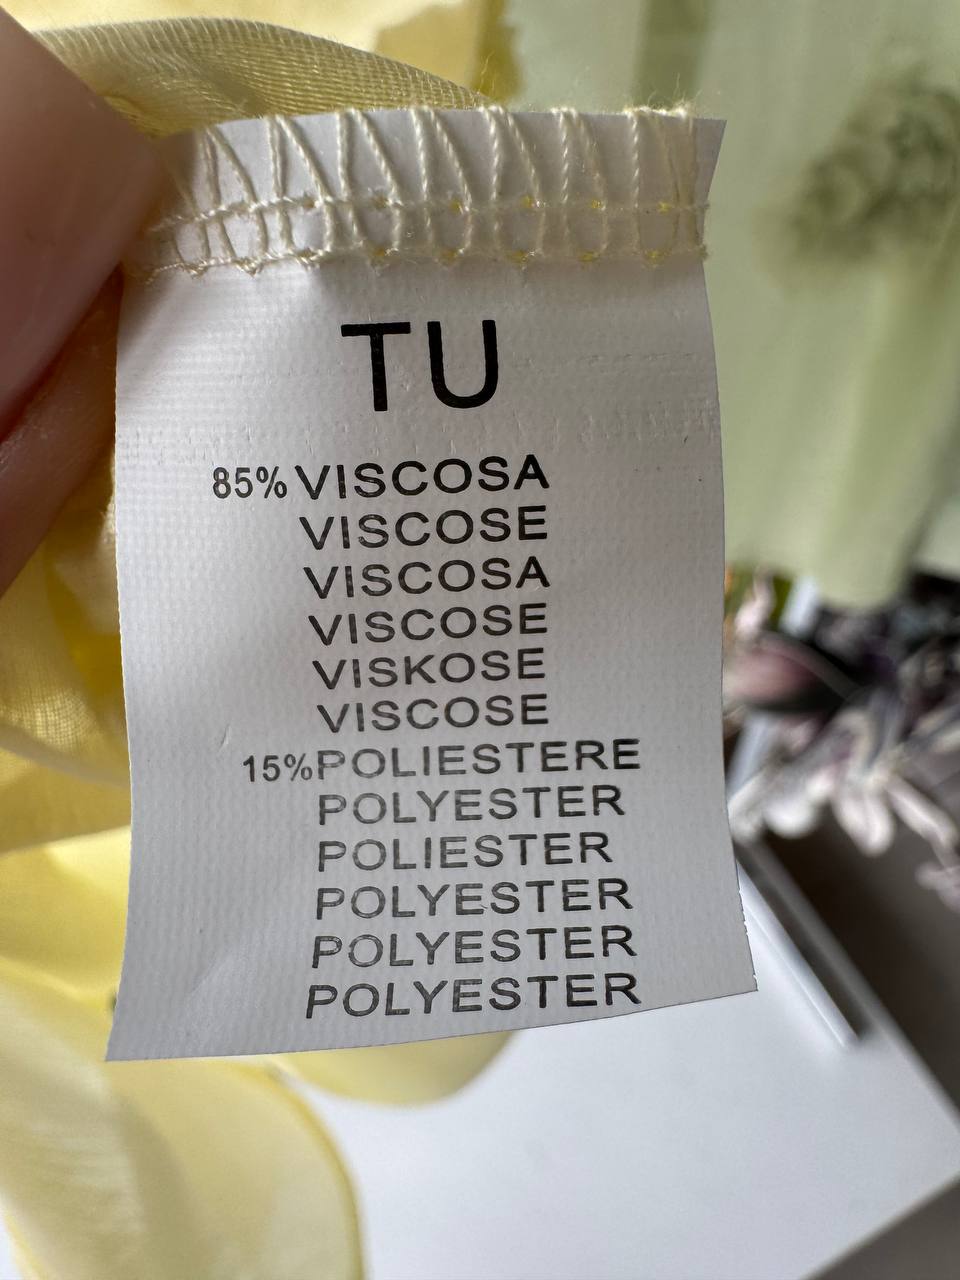 TU
85% VISCOSA
VISCOSE
VISCOSA
VISCOSE
VISKOSE
VISCOSE
15% POLIESTERE
POLYESTER
POLIESTER
POLYESTER
POLYESTER
POLYESTER